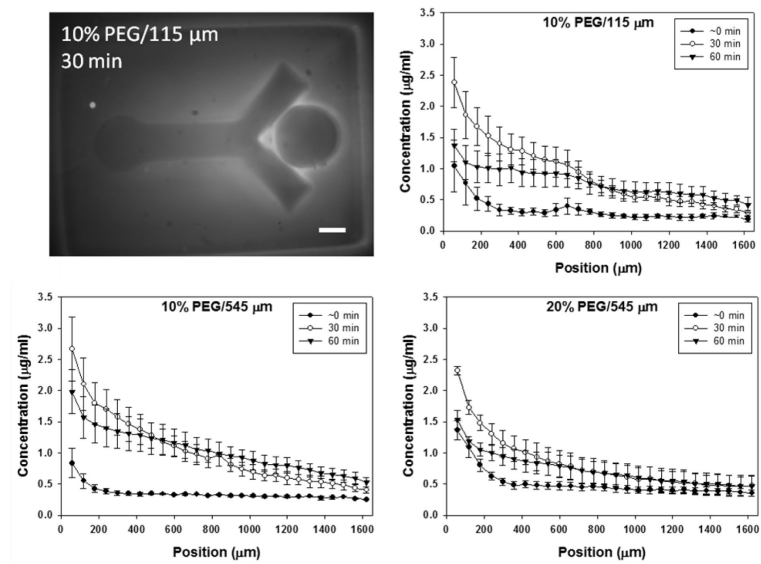 10% PEG/115 µm
30 min
10% PEG/115 µm
~0 min
30 min
60 min
Concentration (µg/ml)
3.5
3.0
2.5
2.0
1.5
1.0
0.5
0.0
0 200 400 600 800 1000 1200 1400 1600
Position (µm)
10% PEG/545 µm
~0 min
30 min
60 min
Concentration (µg/ml)
3.5
3.0
2.5
2.0
1.5
1.0
0.5
0.0
0 200 400 600 800 1000 1200 1400 1600
Position (µm)
20% PEG/545 µm
~0 min
30 min
60 min
Concentration (µg/ml)
3.5
3.0
2.5
2.0
1.5
1.0
0.5
0.0
0 200 400 600 800 1000 1200 1400 1600
Position (µm)